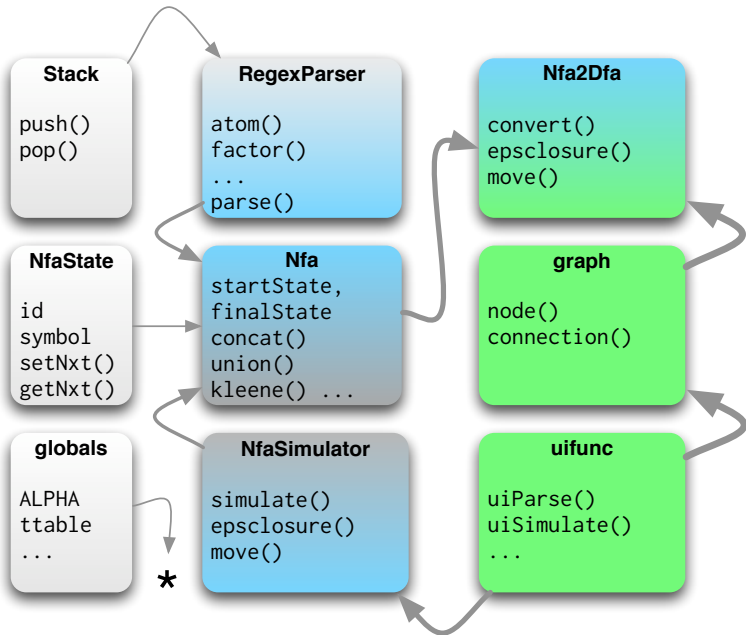 Stack
push()
pop()
RegexParser
atom()
factor()
...
parse()
Nfa2Dfa
convert()
epsclosure()
move()
NfaState
id
symbol
setNxt()
getNxt()
Nfa
startState,
finalState
concat()
union()
kleene() ...
graph
node()
connection()
globals
ALPHA
ttable
...
*
NfaSimulator
simulate()
epsclosure()
move()
uifunc
uiParse()
uiSimulate()
...